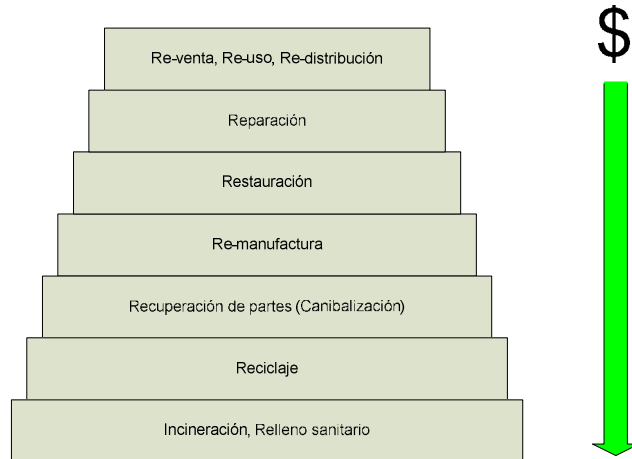 $
Re-venta, Re-uso, Re-distribución
Reparación
Restauración
Re-manufactura
Recuperación de partes (Canibalización)
Reciclaje
Incineración, Relleno sanitario